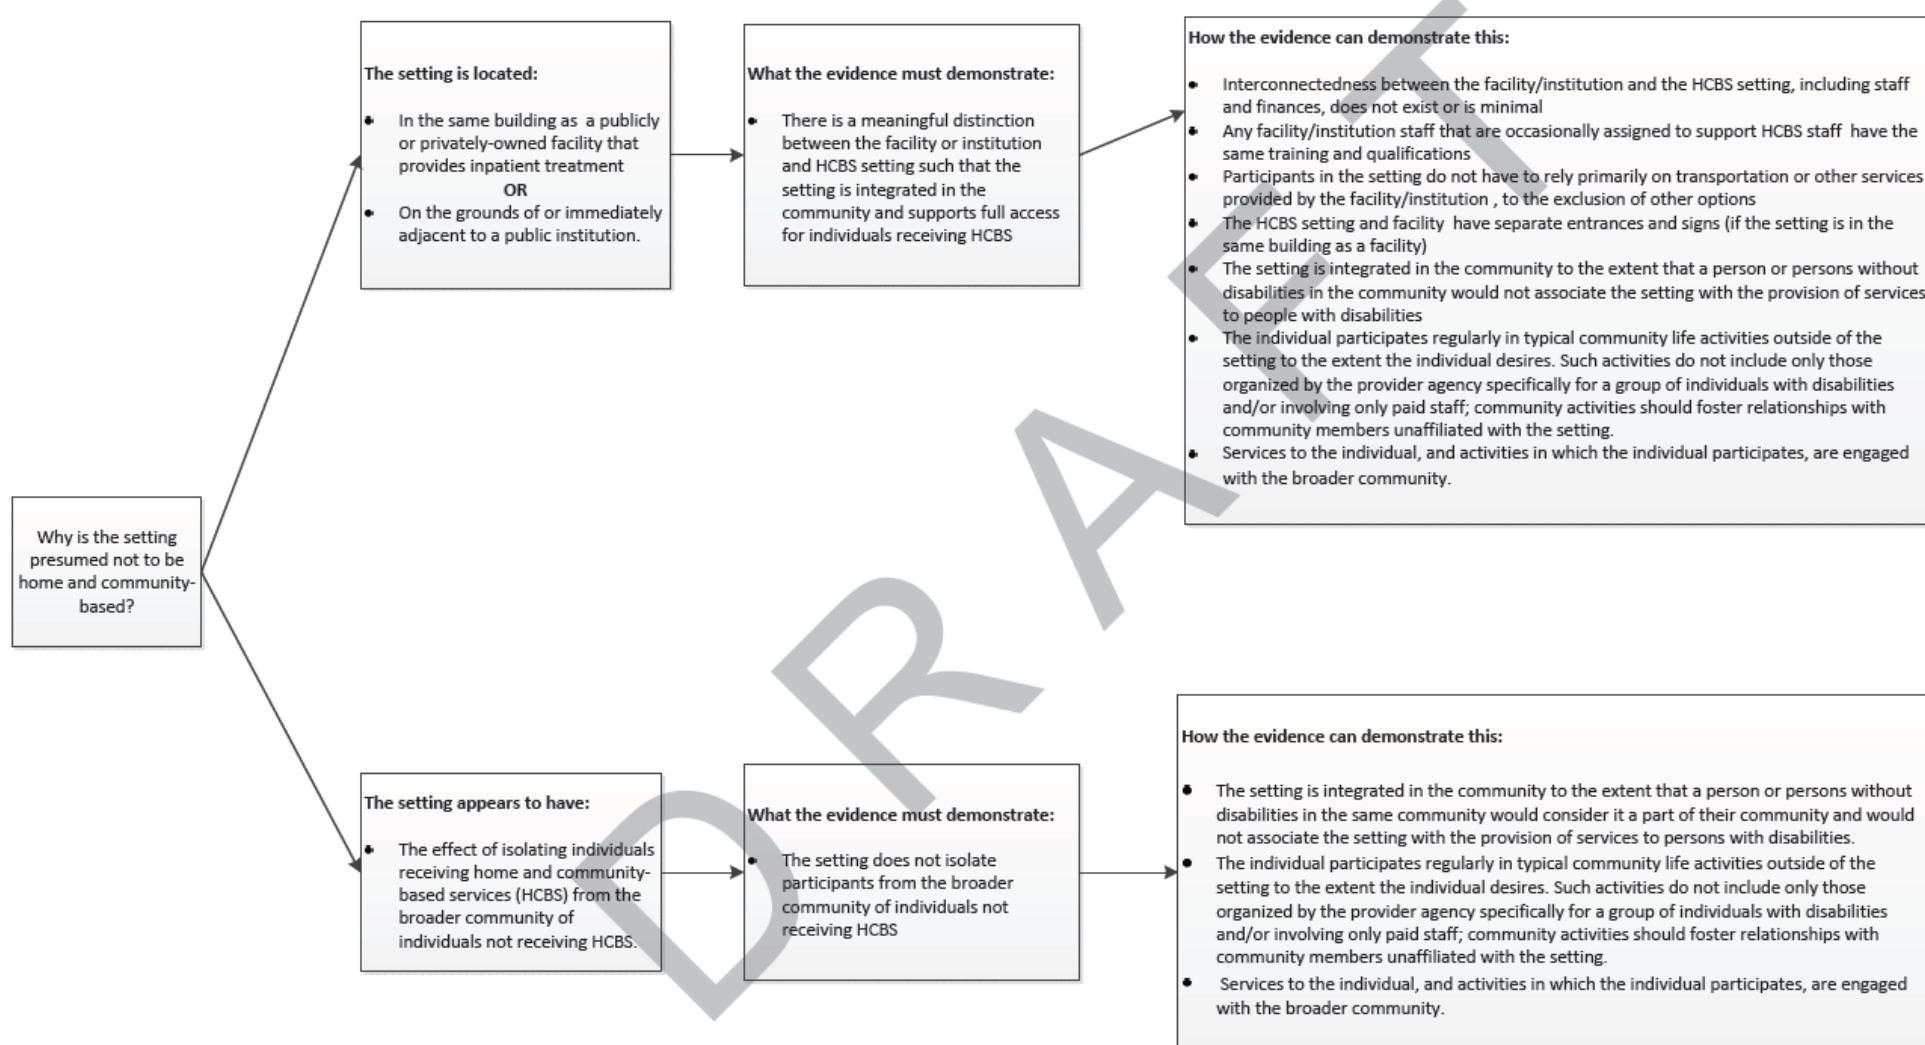 Why is the setting
presumed not to be
home and community-
based?
The setting is located:
• In the same building as a publicly
or privately-owned facility that
provides inpatient treatment
OR
• On the grounds of or immediately
adjacent to a public institution.
What the evidence must demonstrate:
• There is a meaningful distinction
between the facility or institution
and HCBS setting such that the
setting is integrated in the
community and supports full access
for individuals receiving HCBS
How the evidence can demonstrate this:
• Interconnectedness between the facility/institution and the HCBS setting, including staff
and finances, does not exist or is minimal
• Any facility/institution staff that are occasionally assigned to support HCBS staff have the
same training and qualifications
• Participants in the setting do not have to rely primarily on transportation or other services
provided by the facility/institution , to the exclusion of other options
• The HCBS setting and facility have separate entrances and signs (if the setting is in the
same building as a facility)
• The setting is integrated in the community to the extent that a person or persons without
disabilities in the community would not associate the setting with the provision of services
to people with disabilities
• The individual participates regularly in typical community life activities outside of the
setting to the extent the individual desires. Such activities do not include only those
organized by the provider agency specifically for a group of individuals with disabilities
and/or involving only paid staff; community activities should foster relationships with
community members unaffiliated with the setting.
• Services to the individual, and activities in which the individual participates, are engaged
with the broader community.
The setting appears to have:
• The effect of isolating individuals
receiving home and community-
based services (HCBS) from the
broader community of
individuals not receiving HCBS.
What the evidence must demonstrate:
• The setting does not isolate
participants from the broader
community of individuals not
receiving HCBS
How the evidence can demonstrate this:
• The setting is integrated in the community to the extent that a person or persons without
disabilities in the same community would consider it a part of their community and would
not associate the setting with the provision of services to persons with disabilities.
• The individual participates regularly in typical community life activities outside of the
setting to the extent the individual desires. Such activities do not include only those
organized by the provider agency specifically for a group of individuals with disabilities
and/or involving only paid staff; community activities should foster relationships with
community members unaffiliated with the setting.
• Services to the individual, and activities in which the individual participates, are engaged
with the broader community.
DRAFT